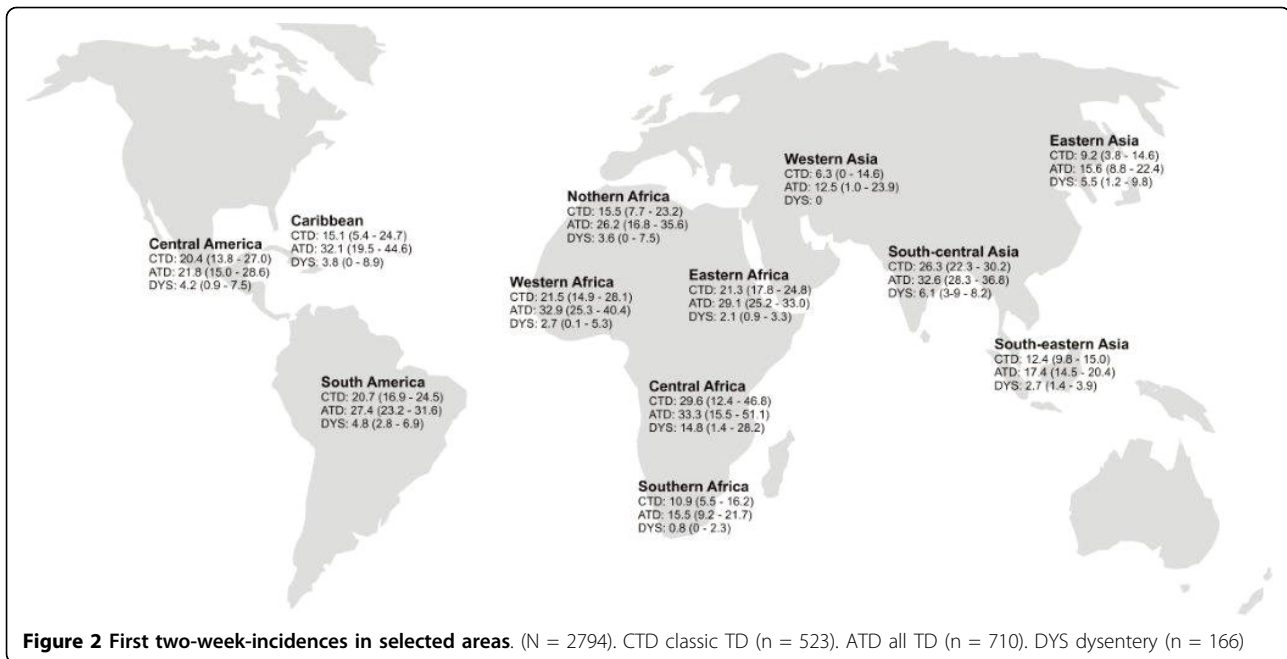 Eastern Asia
CTD: 9.2 (3.8 - 14.6)
ATD: 15.6 (8.8 - 22.4)
DYS: 5.5 (1.2 - 9.8)
Western Asia
CTD: 6.3 (0 - 14.6)
ATD: 12.5 (1.0 - 23.9)
DYS: 0
Nothern Africa
CTD: 15.5 (7.7 - 23.2)
ATD: 26.2 (16.8 - 35.6)
DYS: 3.6 (0 - 7.5)
Caribbean
CTD: 15.1 (5.4 - 24.7)
ATD: 32.1 (19.5 - 44.6)
DYS: 3.8 (0 - 8.9)
Central America
CTD: 20.4 (13.8 - 27.0)
ATD: 21.8 (15.0 - 28.6)
DYS: 4.2 (0.9 - 7.5)
South-central Asia
CTD: 26.3 (22.3 - 30.2)
ATD: 32.6 (28.3 - 36.8)
DYS: 6.1 (3-9 - 8.2)
Eastern Africa
CTD: 21.3 (17.8 - 24.8)
ATD: 29.1 (25.2 - 33.0)
DYS: 2.1 (0.9 - 3.3)
Western Africa
CTD: 21.5 (14.9 - 28.1)
ATD: 32.9 (25.3 - 40.4)
DYS: 2.7 (0.1 - 5.3)
South-eastern Asia
CTD: 12.4 (9.8 - 15.0)
ATD: 17.4 (14.5 - 20.4)
DYS: 2.7 (1.4 - 3.9)
South America
CTD: 20.7 (16.9 - 24.5)
ATD: 27.4 (23.2 - 31.6)
DYS: 4.8 (2.8 - 6.9)
Central Africa
CTD: 29.6 (12.4 - 46.8)
ATD: 33.3 (15.5 - 51.1)
DYS: 14.8 (1.4 - 28.2)
Southern Africa
CTD: 10.9 (5.5 - 16.2)
ATD: 15.5 (9.2 - 21.7)
DYS: 0.8 (0 - 2.3)
Figure 2 First two-week-incidences in selected areas. (N = 2794). CTD classic TD (n = 523). ATD all TD (n = 710). DYS dysentery (n = 166)